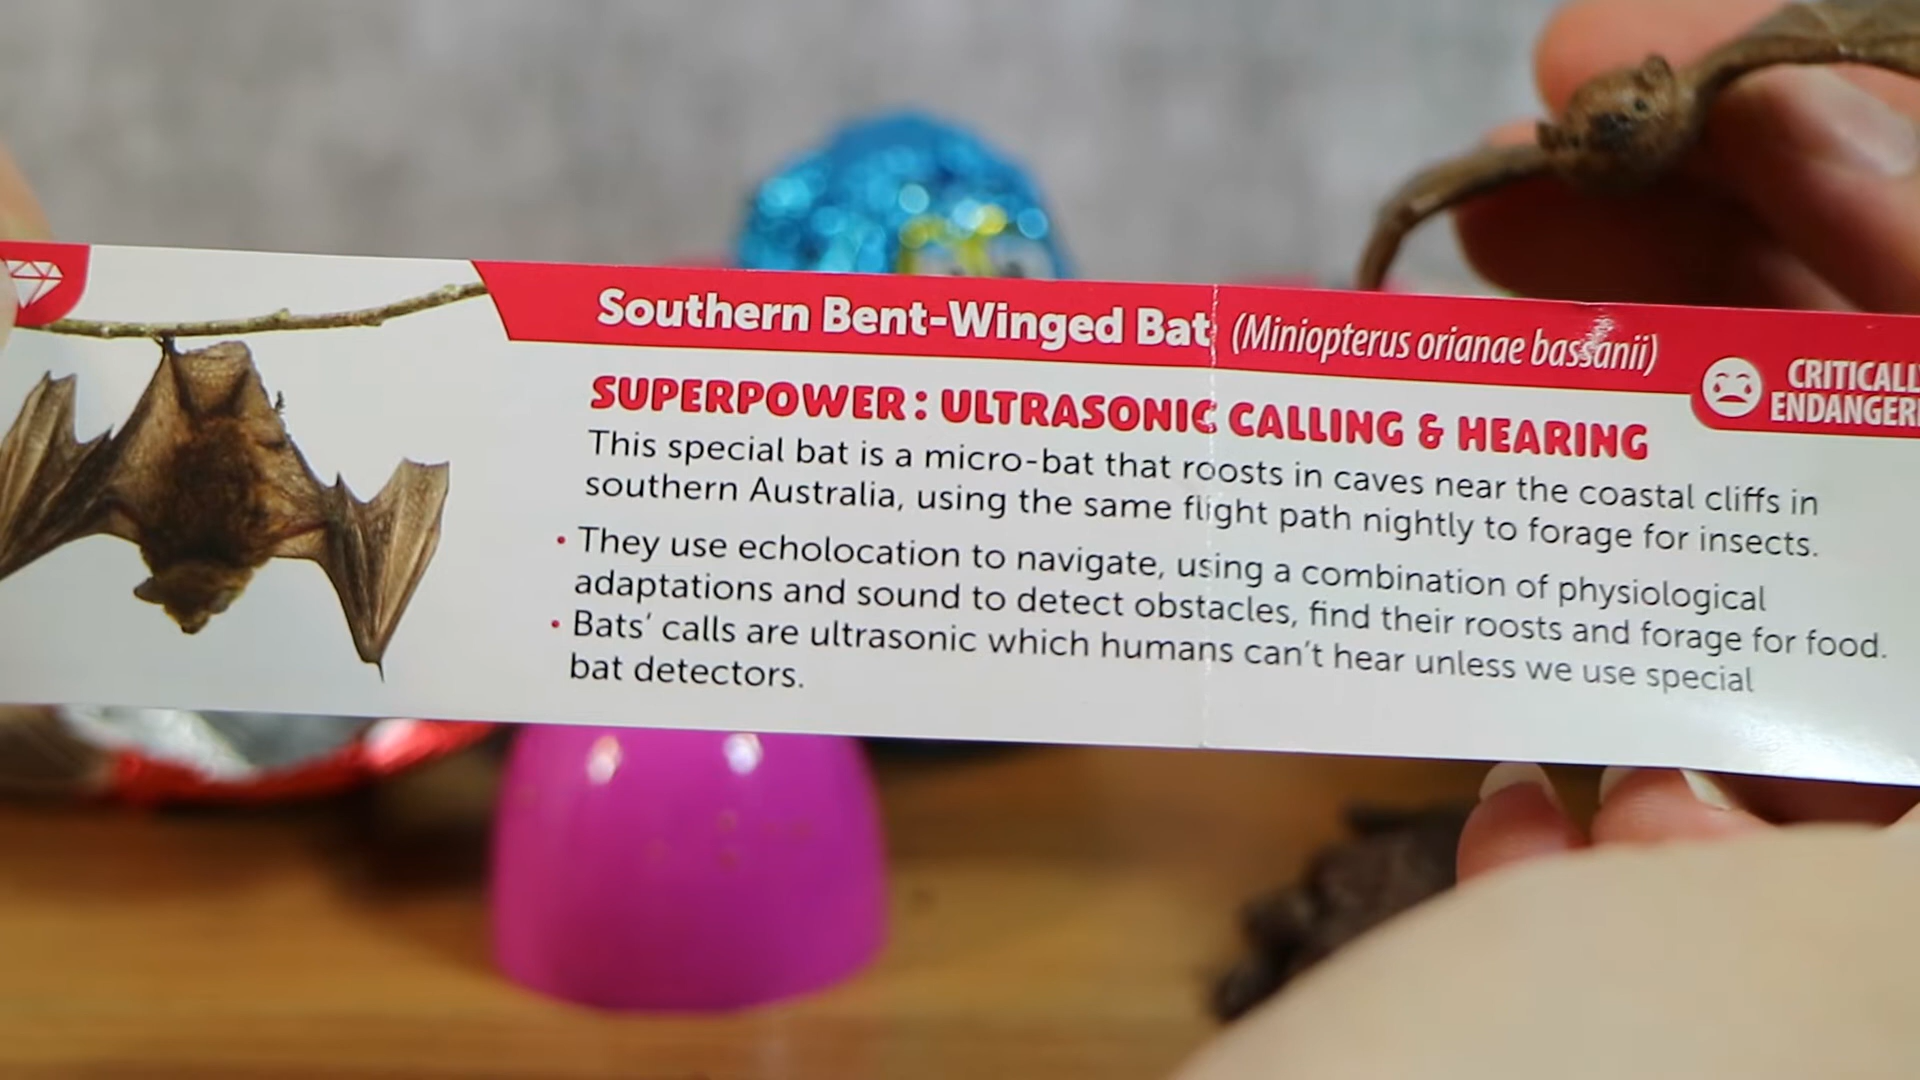 Southern Bent-Winged Bat (Miniopterus orianae bassanii)
SUPERPOWER: ULTRASONIC CALLING & HEARING
This special bat is a micro-bat that roosts in caves near the coastal cliffs in
southern Australia, using the same flight path nightly to forage for insects.
• They use echolocation to navigate, using a combination of physiological
adaptations and sound to detect obstacles, find their roosts and forage for food.
• Bats' calls are ultrasonic which humans can't hear unless we use special
bat detectors.